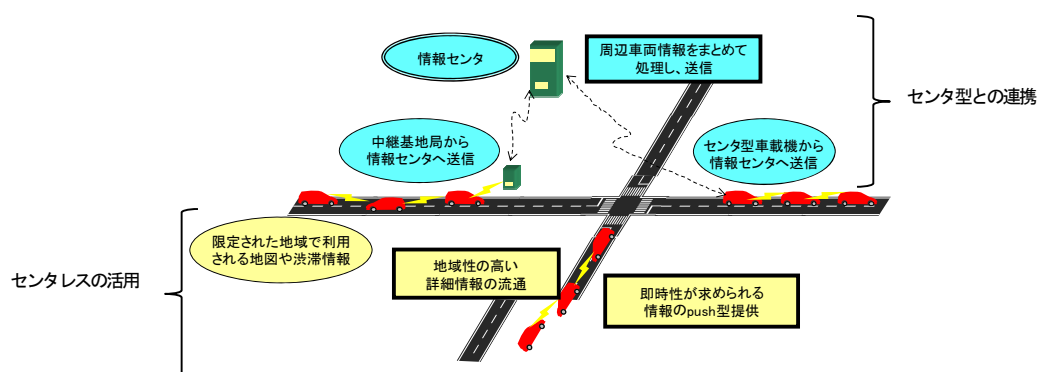 情報センタ
周辺車両情報をまとめて
処理し、送信
センタ型との連携
中継基地局から
情報センタへ送信
センタ型車載機から
情報センタへ送信
限定された地域で利用
される地図や渋滞情報
センタレスの活用
地域性の高い
詳細情報の流通
即時性が求められる
情報のpush型提供